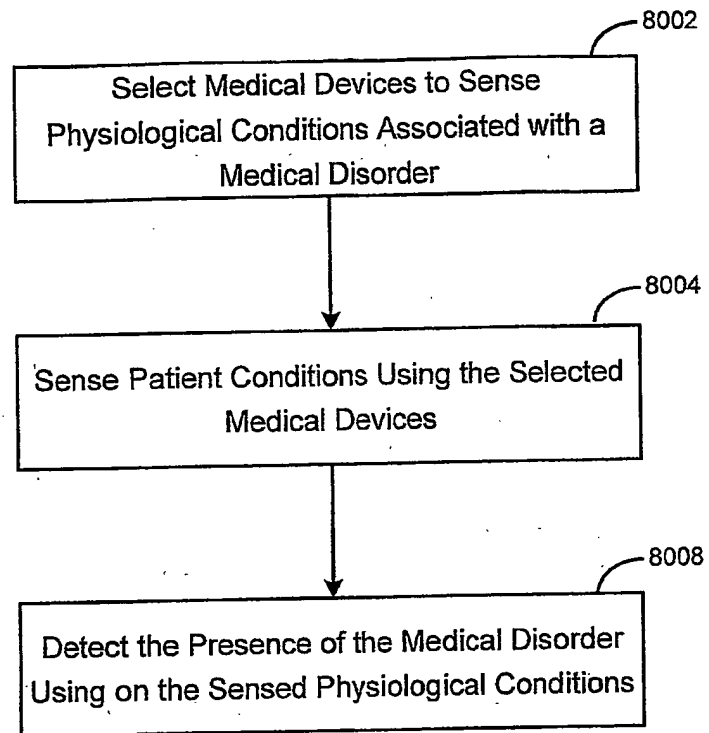 8002
Select Medical Devices to Sense
Physiological Conditions Associated with a
Medical Disorder
8004
Sense Patient Conditions Using the Selected
Medical Devices
8008
Detect the Presence of the Medical Disorder
Using on the Sensed Physiological Conditions